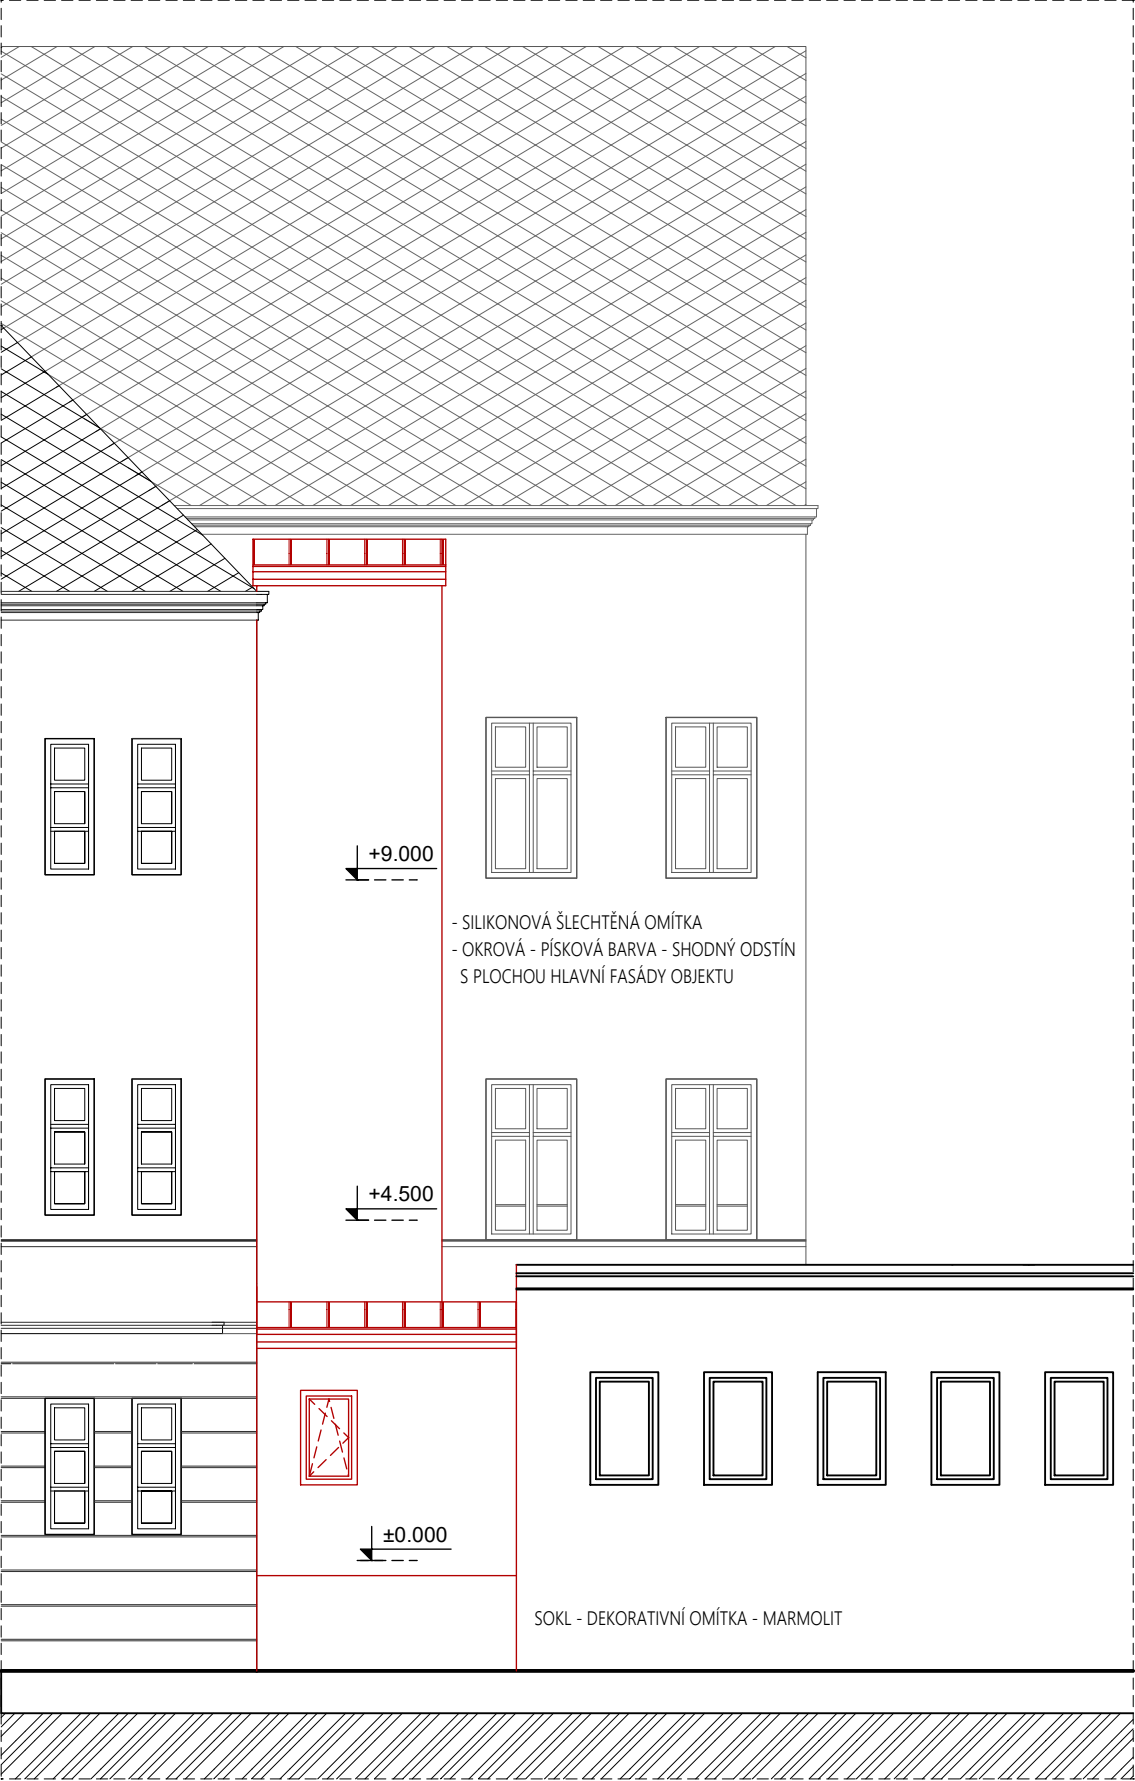 +9.000
- SILIKONOVÁ ŠLECHTĚNÁ OMÍTKA
- OKROVÁ - PÍSKOVÁ BARVA - SHODNÝ ODSTÍN
S PLOCHOU HLAVNÍ FASÁDY OBJEKTU
+4.500
±0.000
SOKL - DEKORATIVNÍ OMÍTKA - MARMOLIT